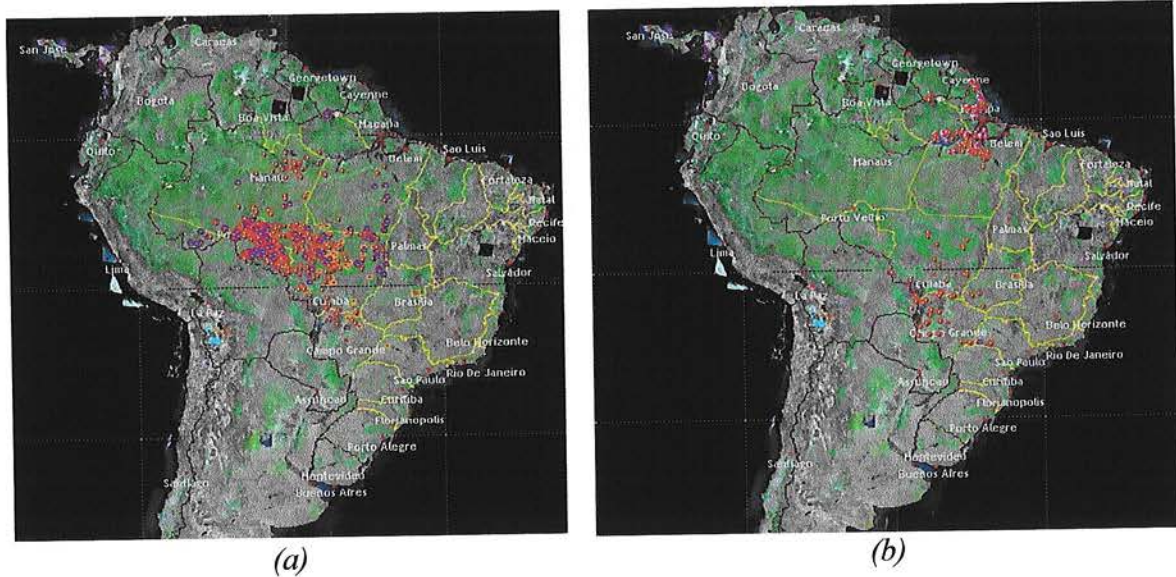 San Jose
Caracas
Georgetown
Bogota
Cayenne
Boa Vista
Macapa
Quito
Belem
Sao Luis
Manaus
Fortaleza
Natal
Recife
Maceio
Palmas
Lima
Salvador
Cuiaba
Brasilia
La Paz
Belo Horizonte
Campo Grande
Rio De Janeiro
Sao Paulo
Asuncion
Curitiba
Florianopolis
Porto Alegre
Santiago
Montevideo
Buenos Aires
(a)
San Jose
Caracas
Georgetown
Bogota
Cayenne
Boa Vista
Quito
Belem
Sao Luis
Manaus
Fortaleza
Natal
Recife
Porto Velho
Maceio
Palmas
Lima
Salvador
Cuiaba
Brasilia
La Paz
Grande
Belo Horizonte
Rio De Janeiro
Sao Paulo
Asuncion
Curitiba
Florianopolis
Porto Alegre
Santiago
Montevideo
Buenos Aires
(b)